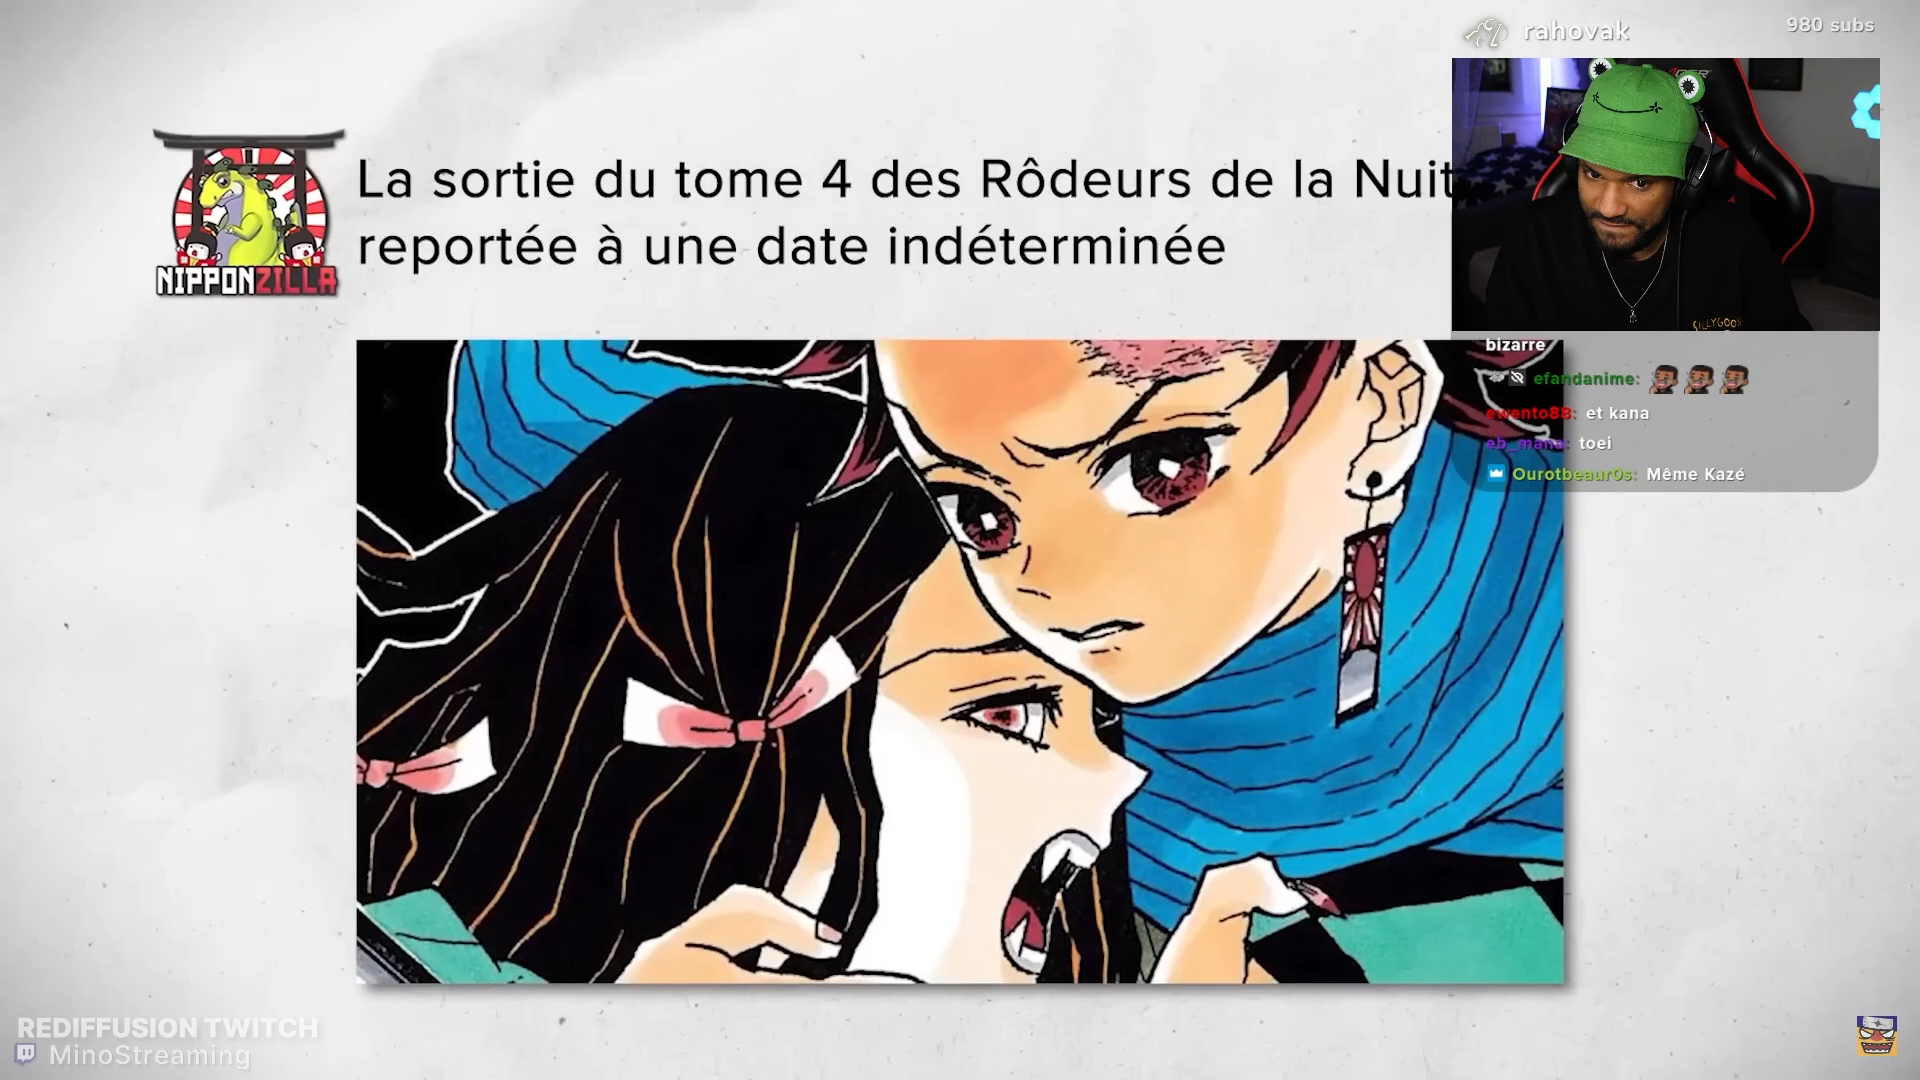 rahovak
980 subs
La sortie du tome 4 des Rôdeurs de la Nuit
reportée à une date indéterminée
NIPPONZILLA
bizarre
efandanime:
ewento88: et kana
eb_mana: toei
Ourotbeaur0s: Même Kazé
REDIFFUSION TWITCH
MinoStreaming